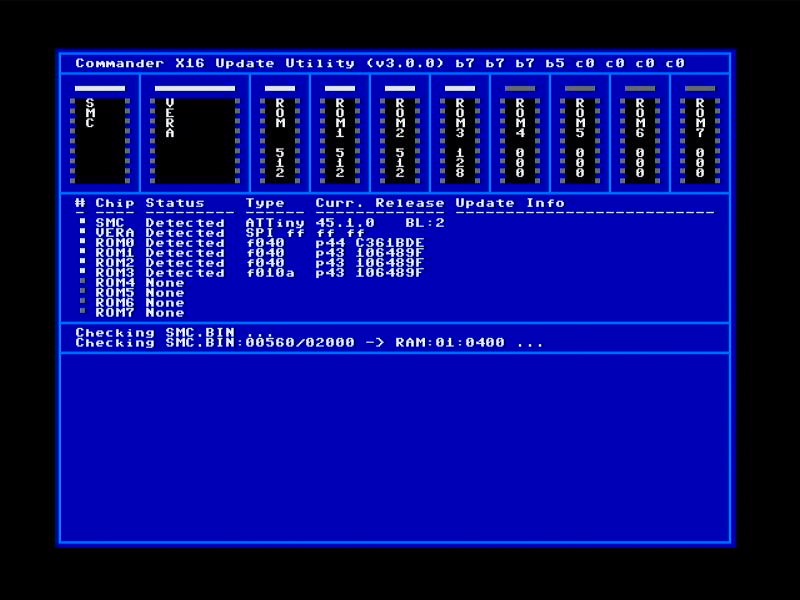 Commander X16 Update Utility (v3.0.0) b7 b7 b7 b5 c0 c0 c0 c0
SMC VERA ROM ROM1 ROM2 ROM3 ROM4 ROM5 ROM6 ROM7
512 512 512 128 000 000 000 000
# Chip Status Type Curr. Release Update Info
SMC Detected ATTiny 45.1.0 BL:2
VERA Detected SPI ff ff ff
ROM0 Detected f040 p44 C361BDE
ROM1 Detected f040 p43 106489F
ROM2 Detected f040 p43 106489F
ROM3 Detected f010a p43 106489F
ROM4 None
ROM5 None
ROM6 None
ROM7 None
Checking SMC.BIN ...
Checking SMC.BIN:00560/02000 -> RAM:01:0400 ...